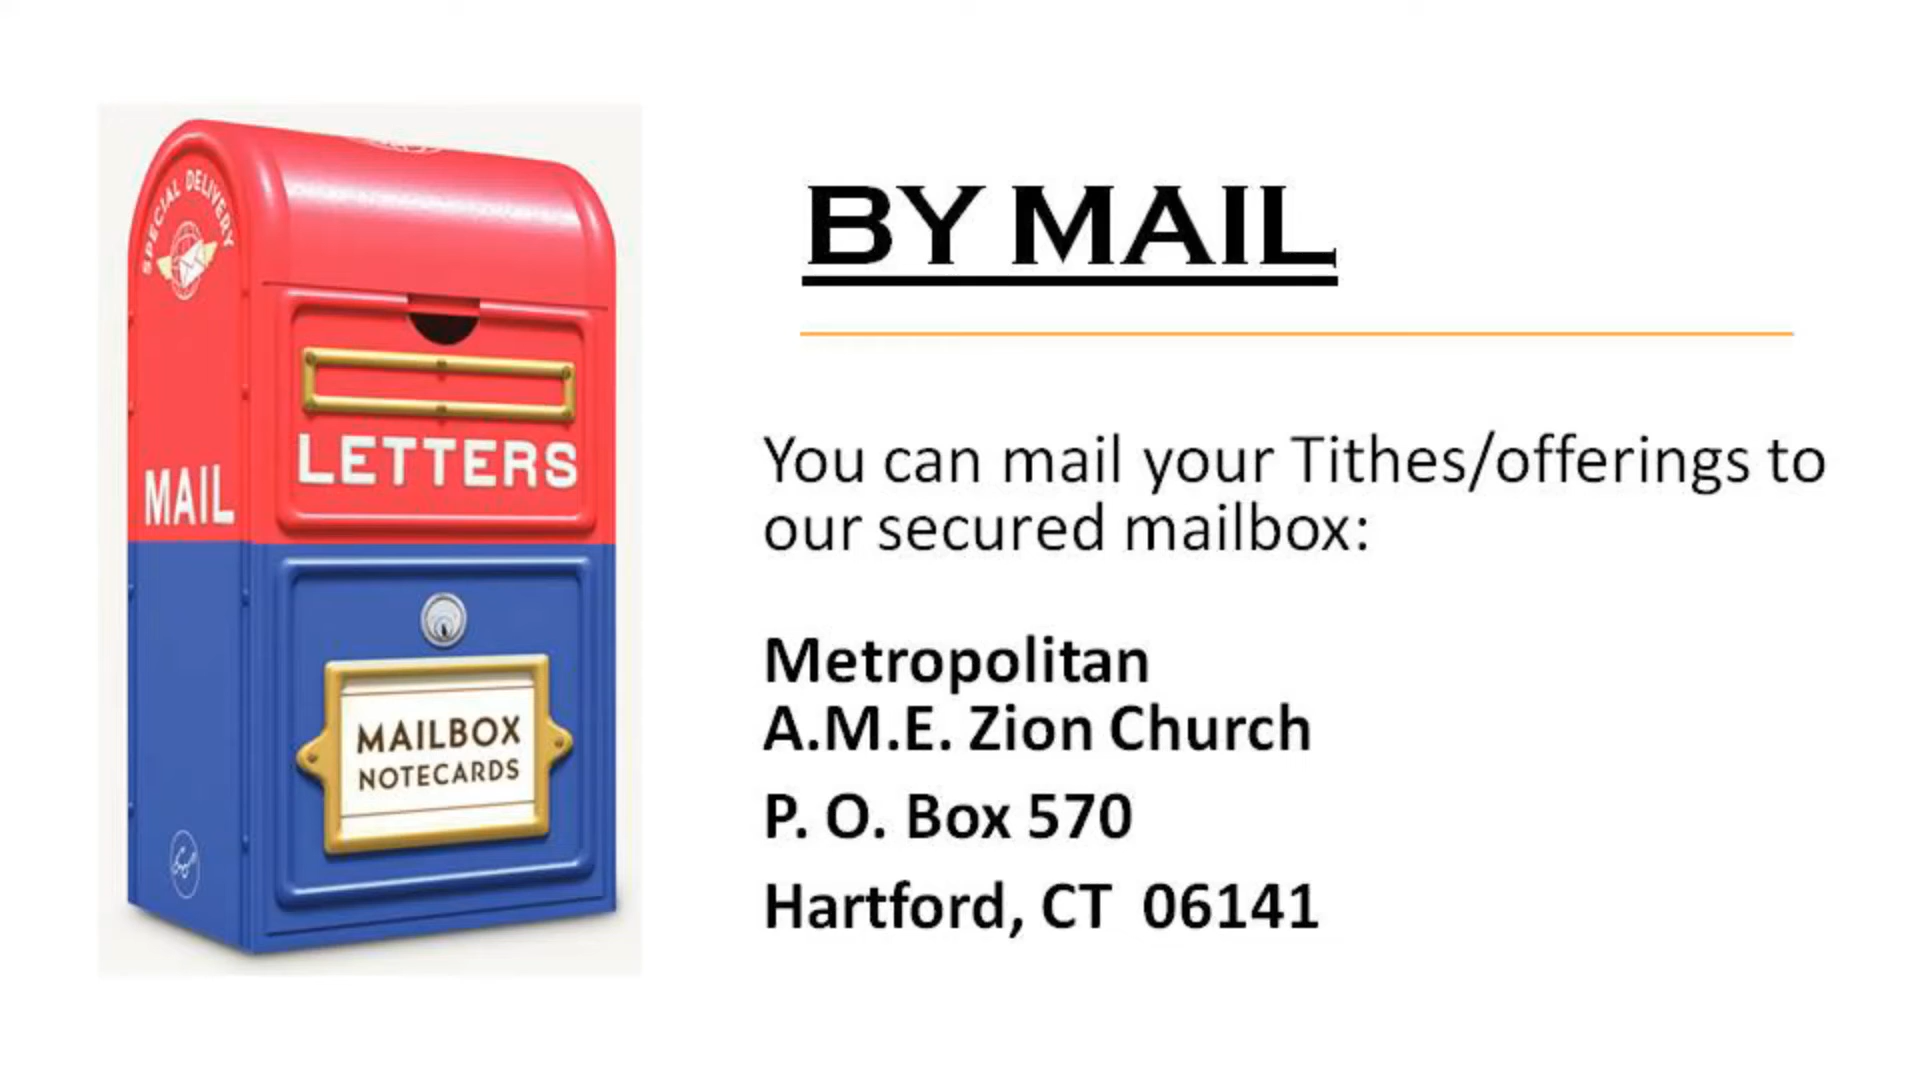 SPECIAL DELIVERY
MAIL
LETTERS
MAILBOX
NOTECARDS
BY MAIL
You can mail your Tithes/offerings to
our secured mailbox:
Metropolitan
A.M.E. Zion Church
P. O. Box 570
Hartford, CT 06141